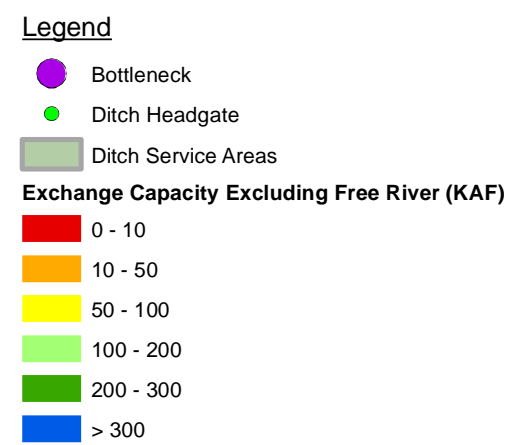 Legend
Bottleneck
Ditch Headgate
Ditch Service Areas
Exchange Capacity Excluding Free River (KAF)
0 - 10
10 - 50
50 - 100
100 - 200
200 - 300
> 300